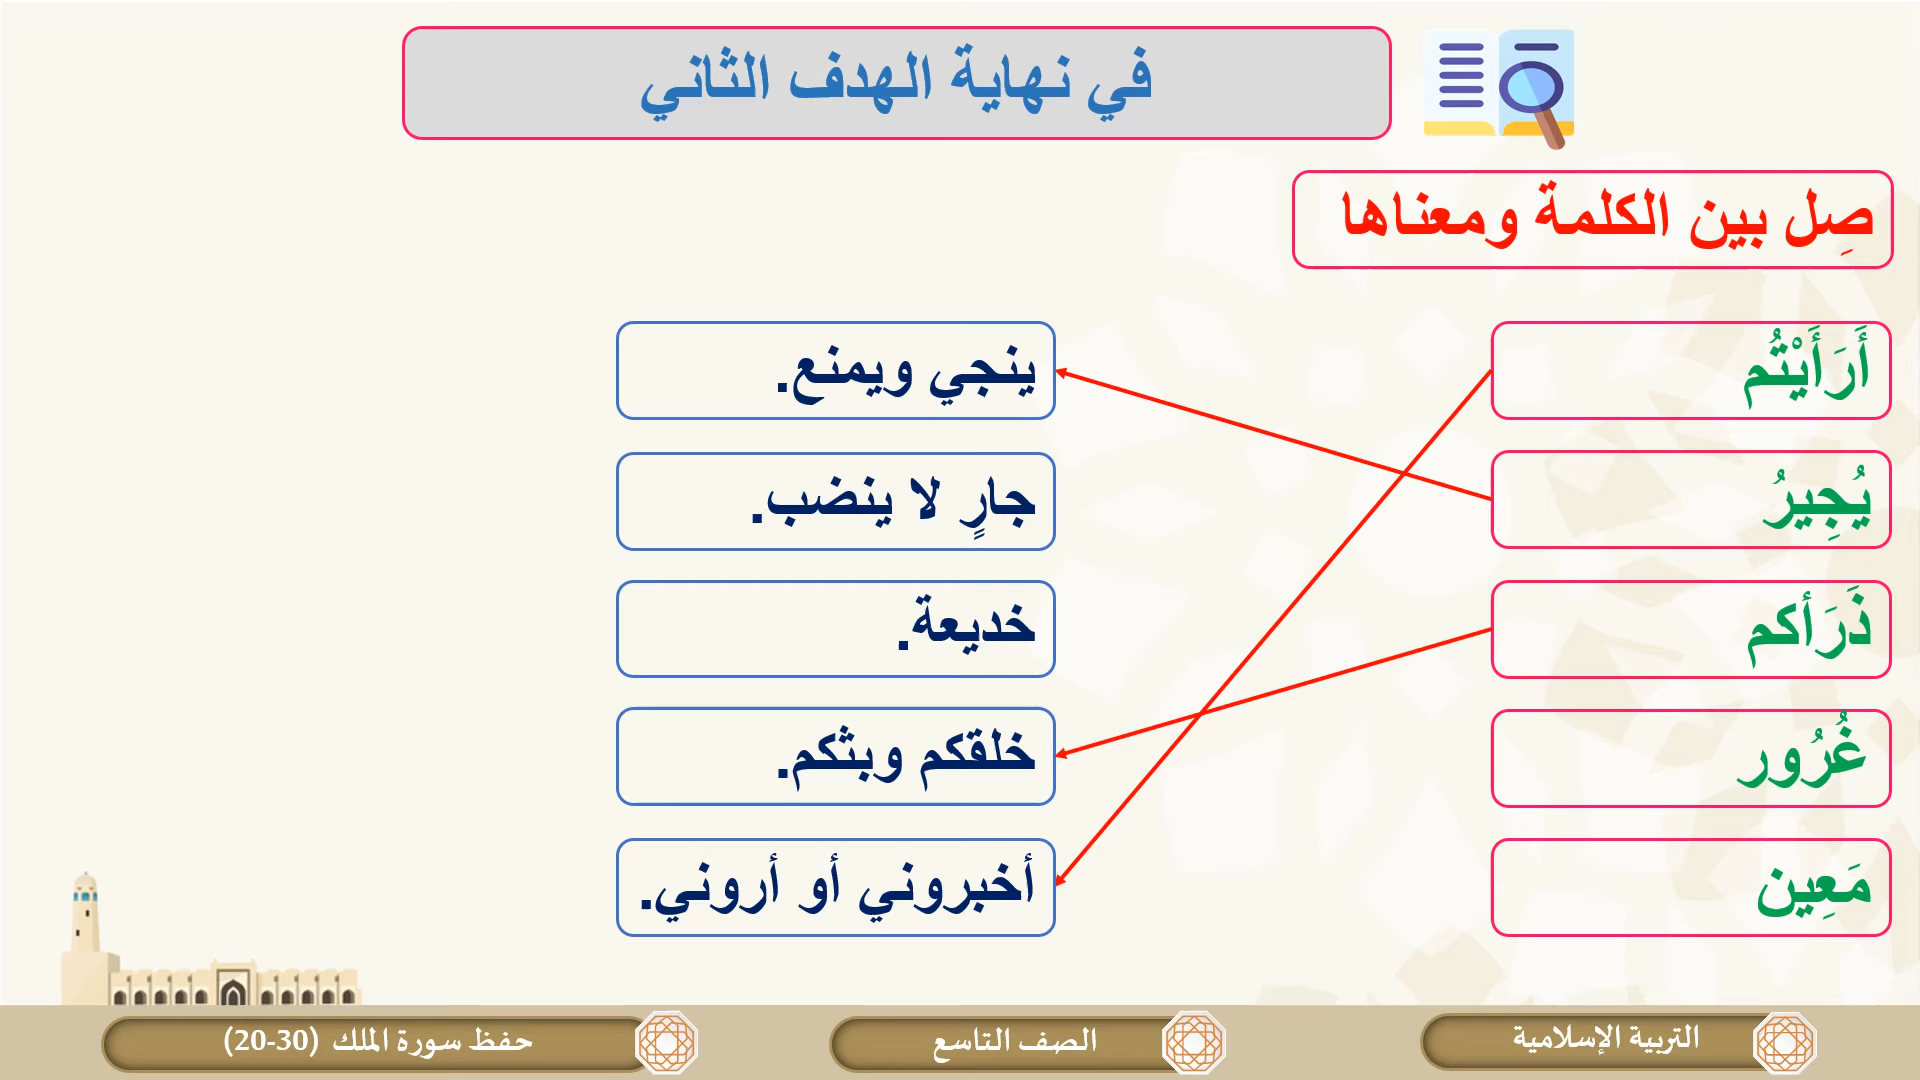 في نهاية الهدف الثاني
صِل بين الكلمة ومعناها
أَرَأَيْتُم
ينجي ويمنع.
يُجِيرُ
جارٍ لا ينضب.
ذَرَأكم
خديعة.
غُرُور
خلقكم وبثكم.
مَعِين
أخبروني أو أروني.
التربية الإسلامية
الصف التاسع
حفظ سورة الملك (30-20)